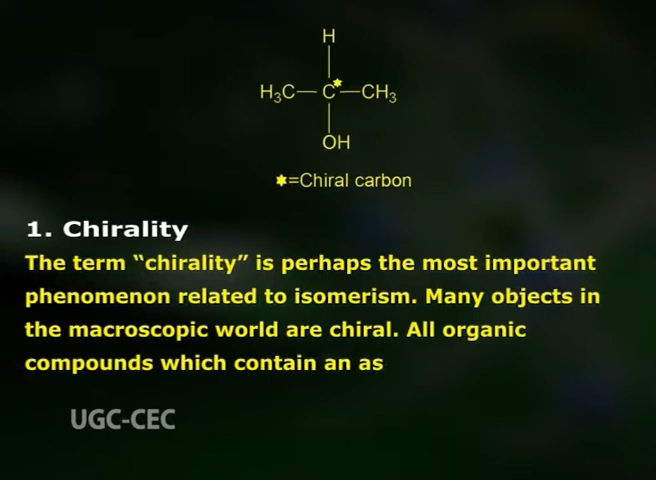 H
H₃C—C★—CH₃
OH
★=Chiral carbon
1. Chirality
The term “chirality” is perhaps the most important
phenomenon related to isomerism. Many objects in
the macroscopic world are chiral. All organic
compounds which contain an as
UGC-CEC